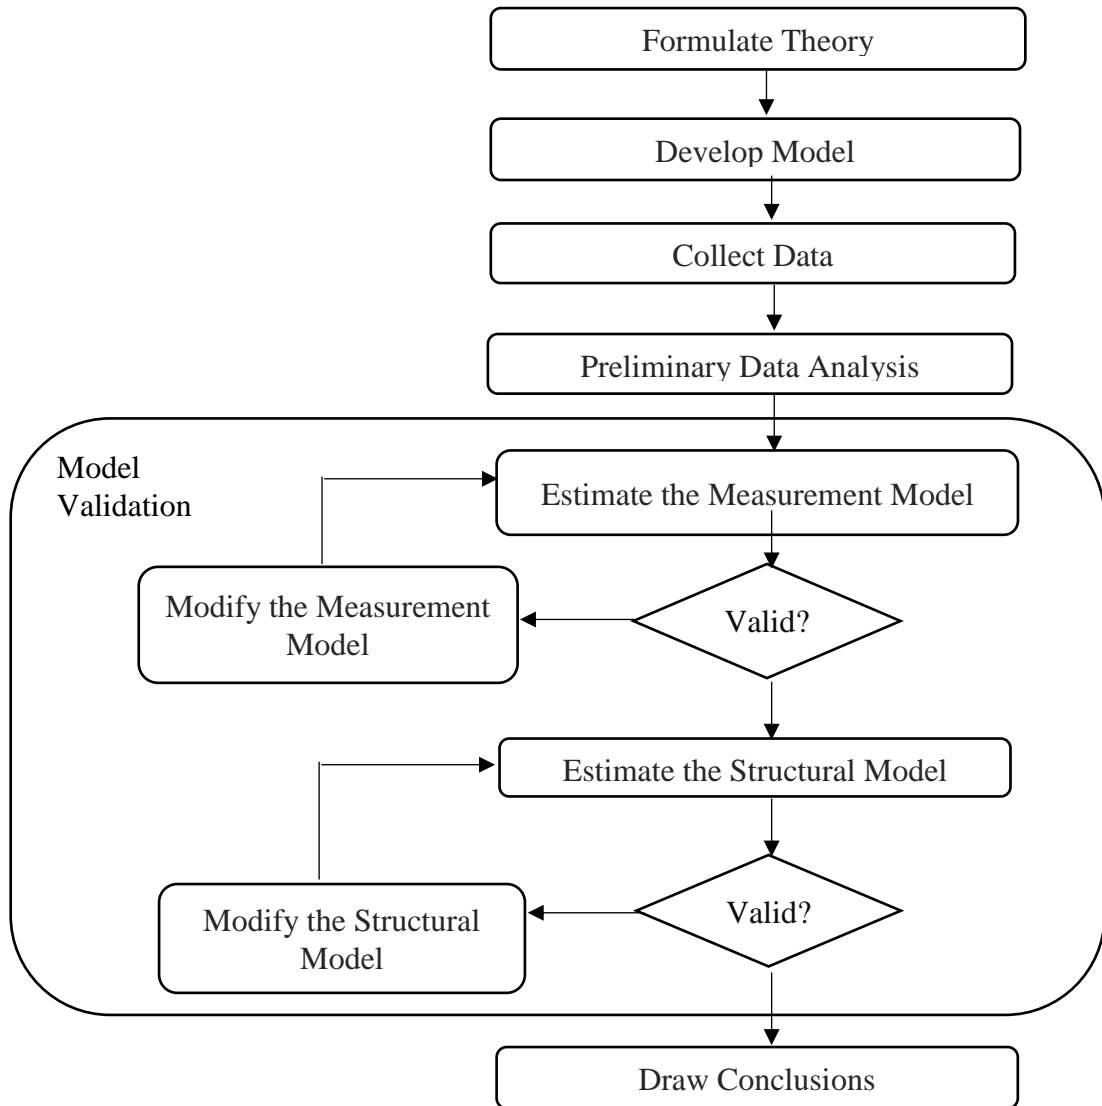 Formulate Theory
Develop Model
Collect Data
Preliminary Data Analysis
Model
Validation
Estimate the Measurement Model
Modify the Measurement
Model
Valid?
Estimate the Structural Model
Modify the Structural
Model
Valid?
Draw Conclusions